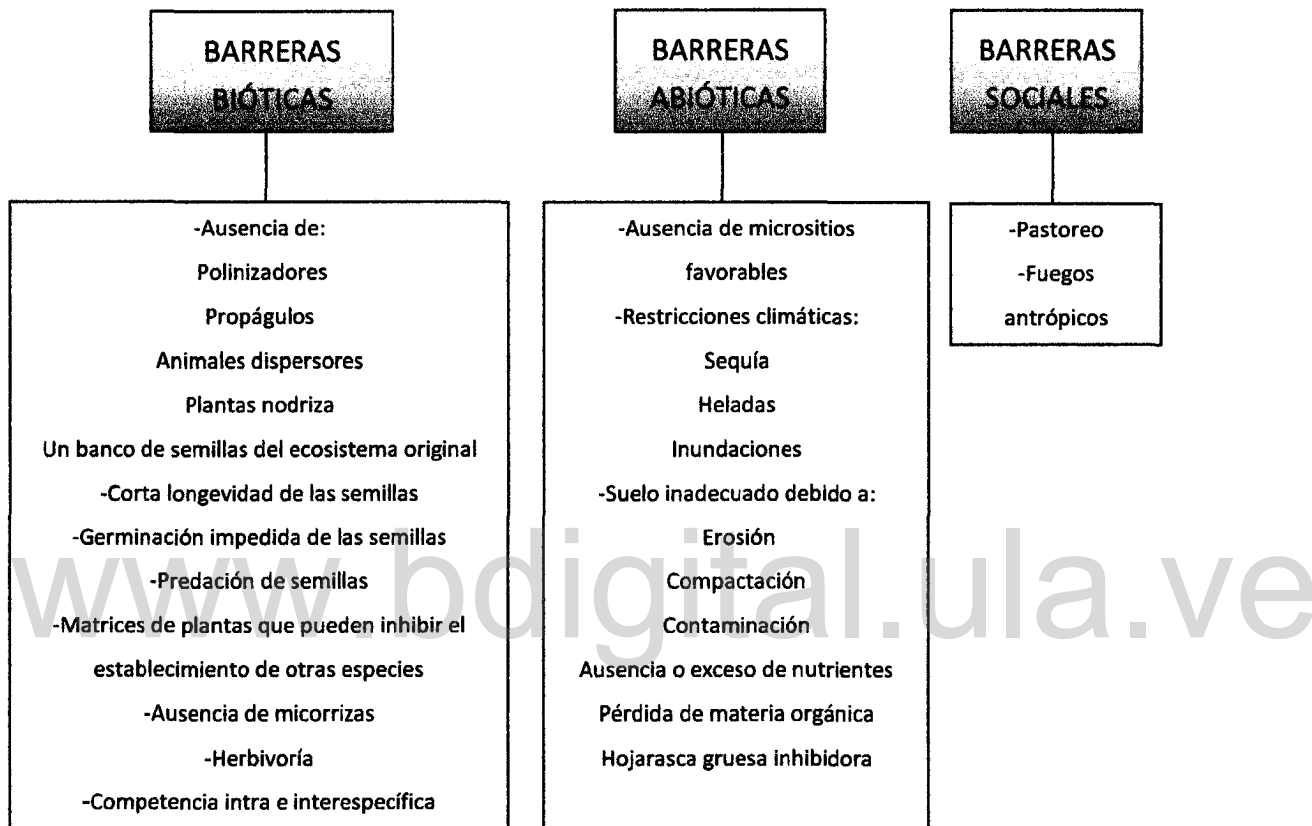 BARRERAS
BIÓTICAS
-Ausencia de:
Polinizadores
Propágulos
Animales dispersores
Plantas nodriza
Un banco de semillas del ecosistema original
-Corta longevidad de las semillas
-Germinación impedida de las semillas
-Predación de semillas
-Matrices de plantas que pueden inhibir el
establecimiento de otras especies
-Ausencia de micorrizas
-Herbivoría
-Competencia intra e interespecífica
BARRERAS
ABIÓTICAS
-Ausencia de micrositios
favorables
-Restricciones climáticas:
Sequía
Heladas
Inundaciones
-Suelo inadecuado debido a:
Erosión
Compactación
Contaminación
Ausencia o exceso de nutrientes
Pérdida de materia orgánica
Hojarasca gruesa inhibidora
BARRERAS
SOCIALES
-Pastoreo
-Fuegos
antrópicos
www.bdigital.ula.ve